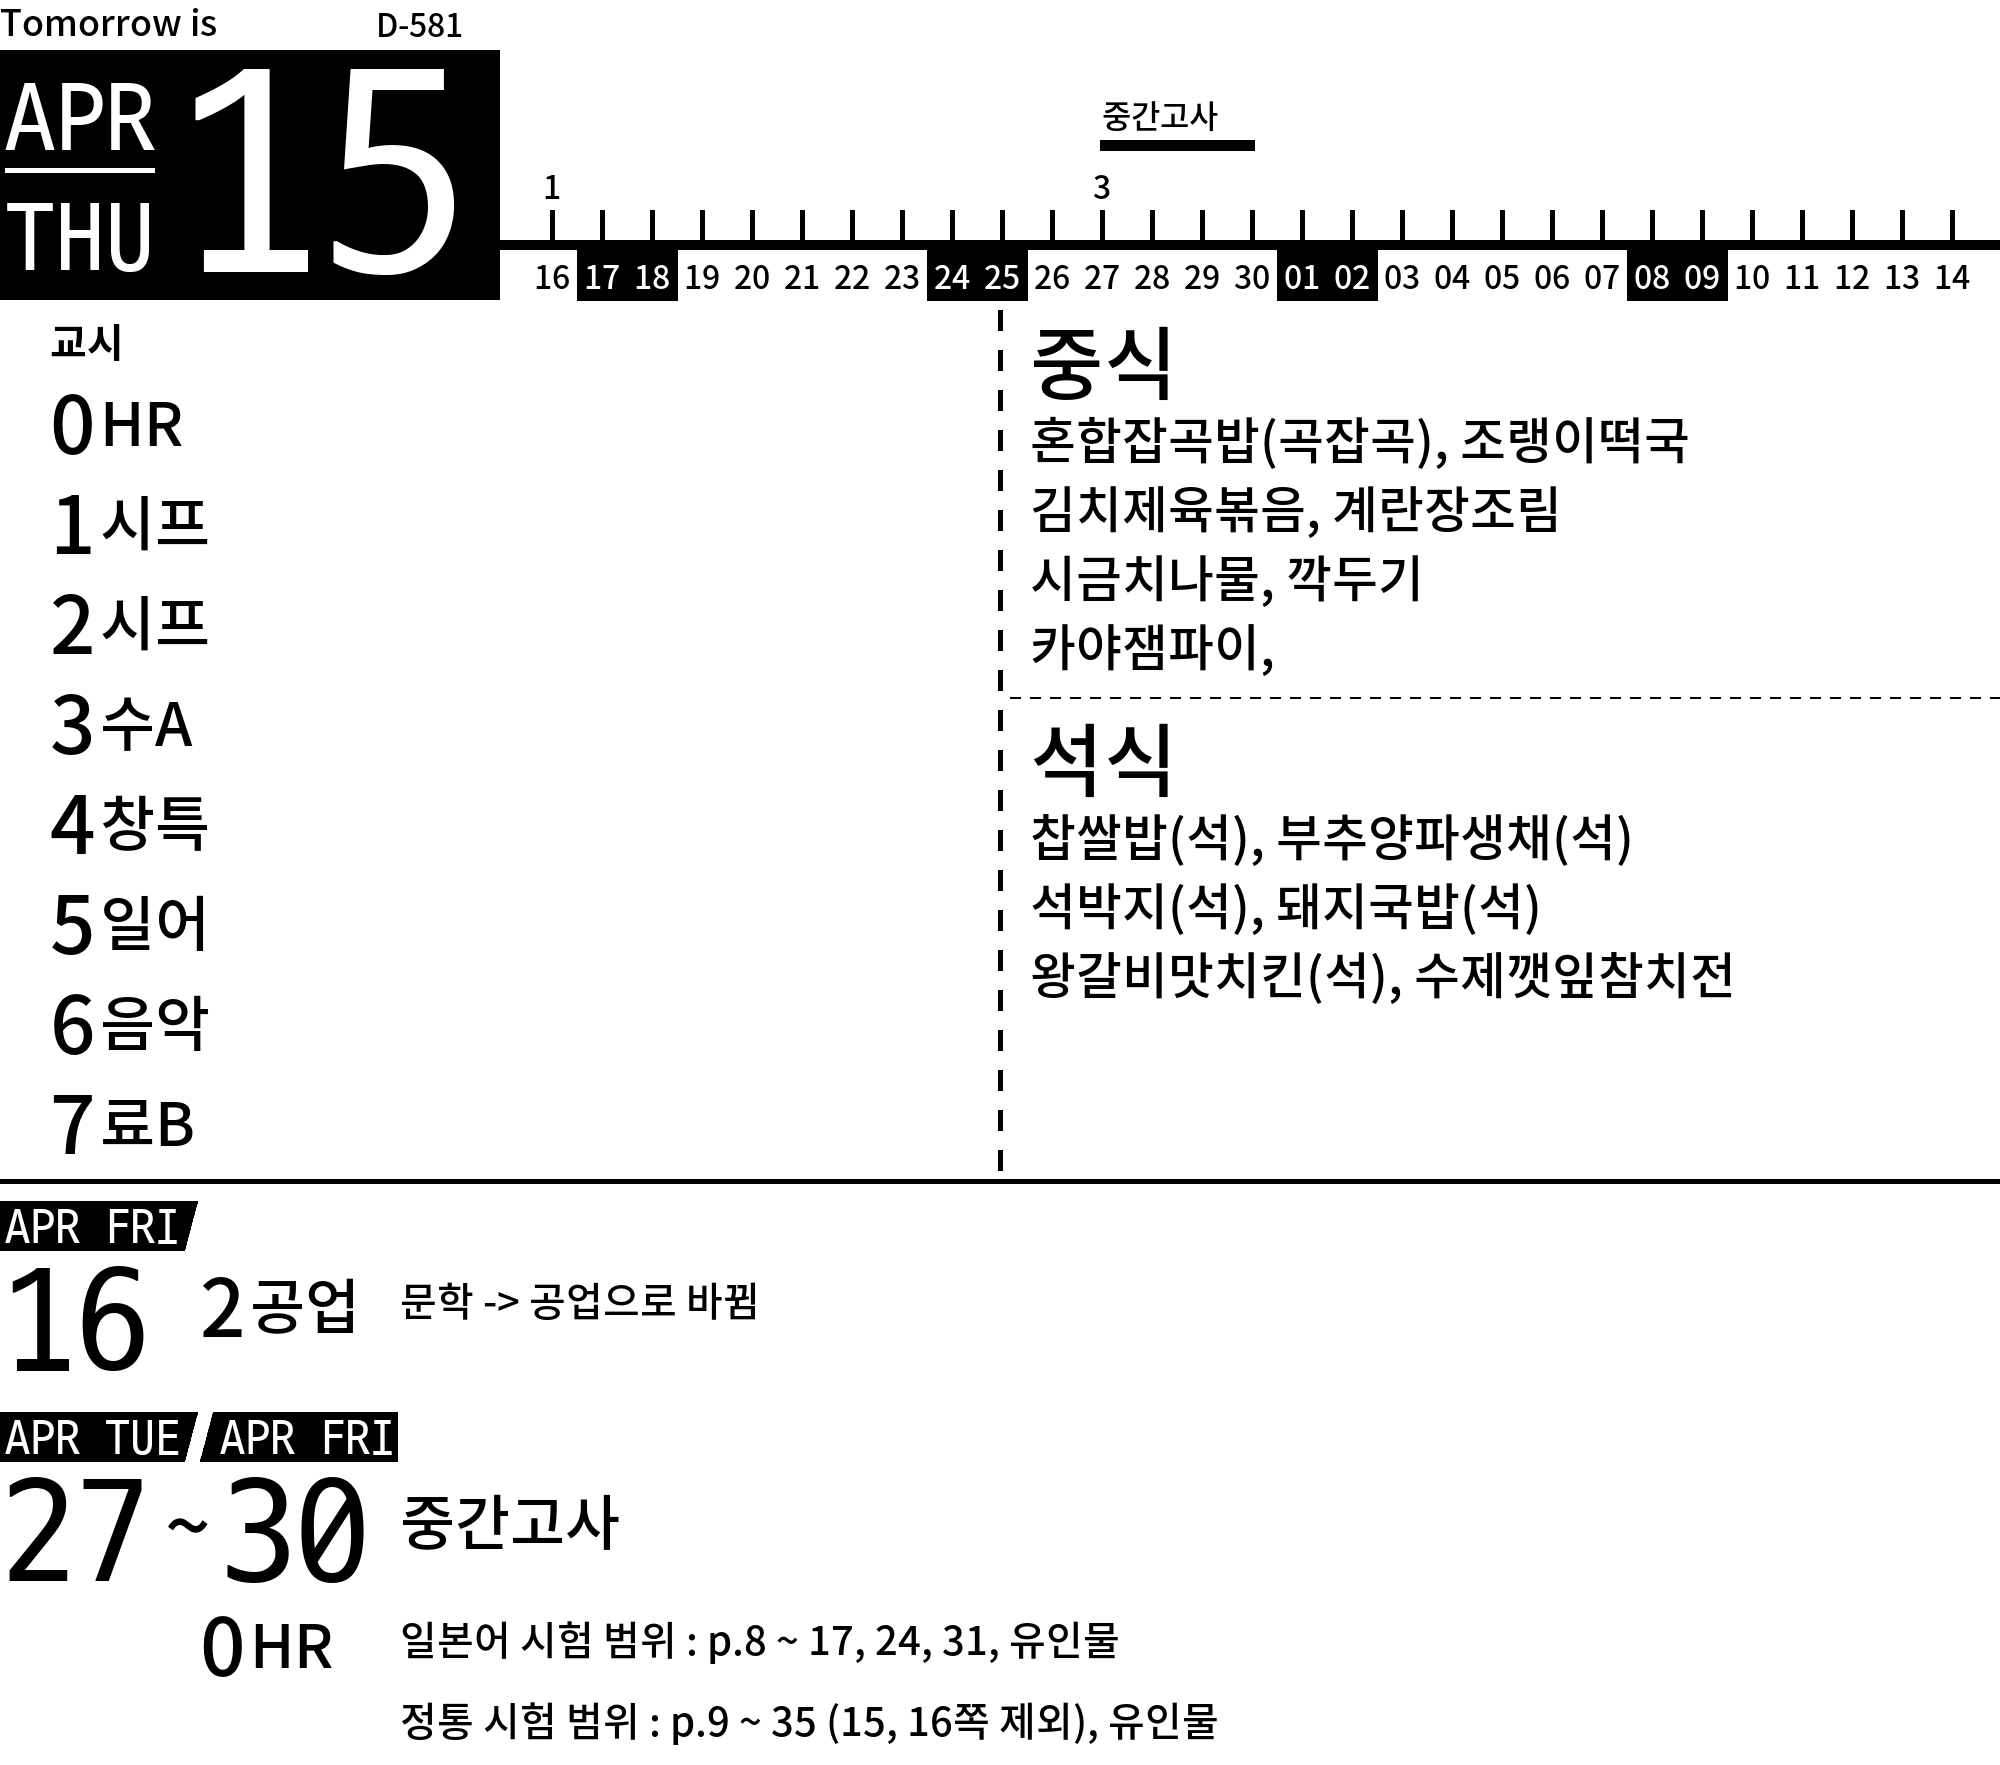 Tomorrow is D-581
APR 15
THU
중간고사
1 3
16 17 18 19 20 21 22 23 24 25 26 27 28 29 30 01 02 03 04 05 06 07 08 09 10 11 12 13 14
교시
0 HR
1 시프
2 시프
3 수A
4 창특
5 일어
6 음악
7 료B
중식
혼합잡곡밥(곡잡곡), 조랭이떡국
김치제육볶음, 계란장조림
시금치나물, 깍두기
카야잼파이,
석식
찹쌀밥(석), 부추양파생채(석)
석박지(석), 돼지국밥(석)
왕갈비맛치킨(석), 수제깻잎참치전
APR FRI
16 2 공업 문학 -> 공업으로 바뀜
APR TUE / APR FRI
27 ~ 30 중간고사
0 HR 일본어 시험 범위 : p.8 ~ 17, 24, 31, 유인물
정통 시험 범위 : p.9 ~ 35 (15, 16쪽 제외), 유인물